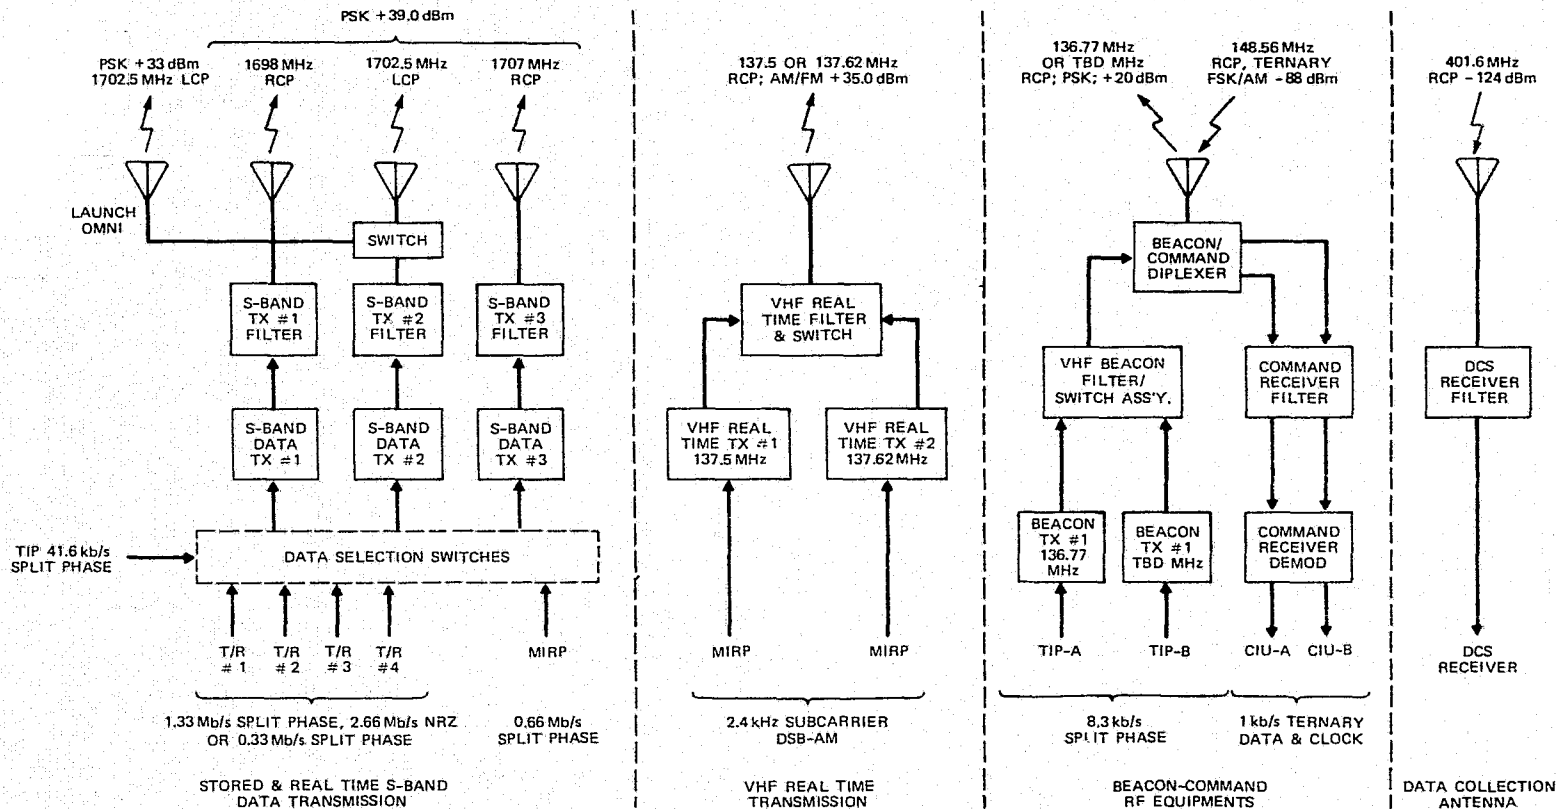 PSK +39.0 dBm
PSK +33 dBm
1702.5 MHz LCP
1698 MHz
RCP
1702.5 MHz
LCP
1707 MHz
RCP
LAUNCH
OMNI
SWITCH
S-BAND
TX #1
FILTER
S-BAND
TX #2
FILTER
S-BAND
TX #3
FILTER
S-BAND
DATA
TX #1
S-BAND
DATA
TX #2
S-BAND
DATA
TX #3
TIP 41.6 kb/s
SPLIT PHASE
DATA SELECTION SWITCHES
T/R
# 1
T/R
# 2
T/R
# 3
T/R
#4
MIRP
1.33 Mb/s SPLIT PHASE, 2.66 Mb/s NRZ
OR 0.33 Mb/s SPLIT PHASE
0.66 Mb/s
SPLIT PHASE
STORED & REAL TIME S-BAND
DATA TRANSMISSION
137.5 OR 137.62 MHz
RCP; AM/FM +35.0 dBm
VHF REAL
TIME FILTER
& SWITCH
VHF REAL
TIME TX #1
137.5 MHz
VHF REAL
TIME TX #2
137.62 MHz
MIRP
MIRP
2.4 kHz SUBCARRIER
DSB-AM
VHF REAL TIME
TRANSMISSION
136.77 MHz
OR TBD MHz
RCP; PSK; +20 dBm
148.56 MHz
RCP, TERNARY
FSK/AM -88 dBm
BEACON/
COMMAND
DIPLEXER
VHF BEACON
FILTER/
SWITCH ASS'Y.
COMMAND
RECEIVER
FILTER
BEACON
TX #1
136.77
MHz
BEACON
TX #1
TBD MHz
COMMAND
RECEIVER
DEMOD
TIP-A
TIP-B
CIU-A
CIU-B
8.3 kb/s
SPLIT PHASE
1 kb/s TERNARY
DATA & CLOCK
BEACON-COMMAND
RF EQUIPMENTS
401.6 MHz
RCP -124 dBm
DCS
RECEIVER
FILTER
DCS
RECEIVER
DATA COLLECTION
ANTENNA